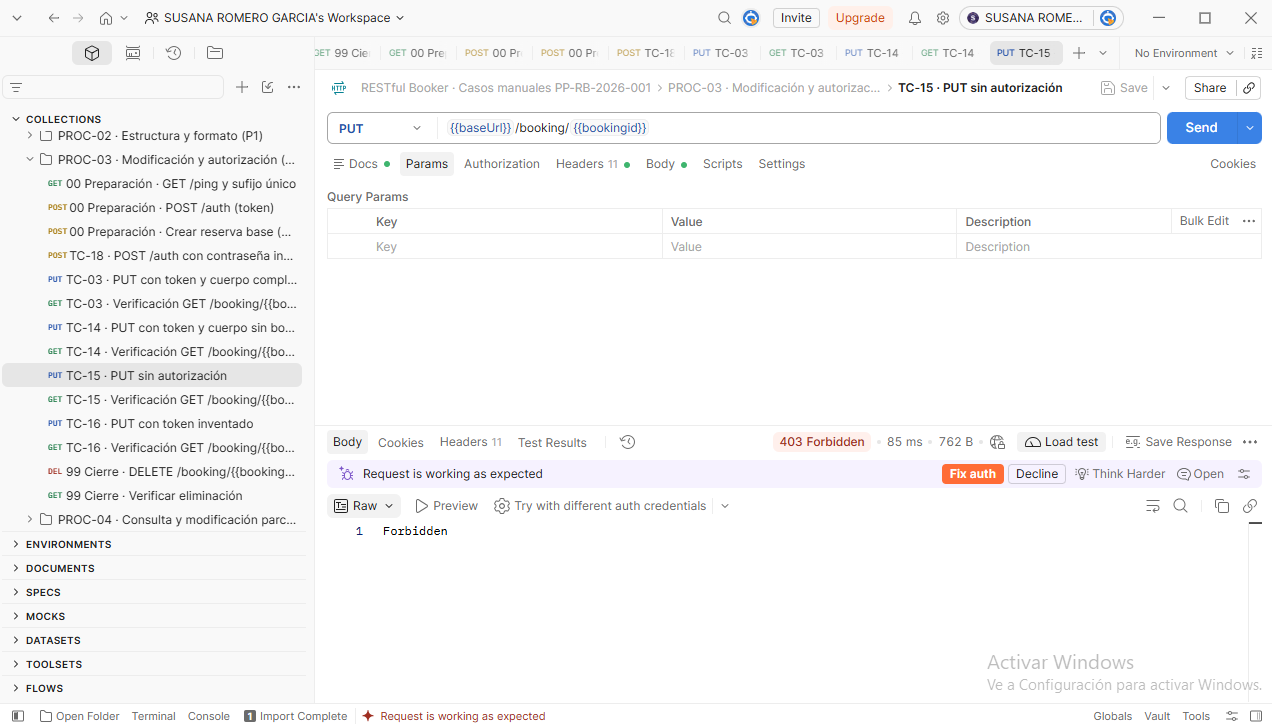 SUSANA ROMERO GARCIA's Workspace
Invite
Upgrade
S SUSANA ROME...
GET 99 Cie
GET 00 Pre
POST 00 Pr
POST 00 Pr
POST TC-18
PUT TC-03
GET TC-03
PUT TC-14
GET TC-14
PUT TC-15
No Environment
COLLECTIONS
PROC-02 · Estructura y formato (P1)
PROC-03 · Modificación y autorización (...
GET 00 Preparación · GET /ping y sufijo único
POST 00 Preparación · POST /auth (token)
POST 00 Preparación · Crear reserva base (...
POST TC-18 · POST /auth con contraseña in...
PUT TC-03 · PUT con token y cuerpo compl...
GET TC-03 · Verificación GET /booking/{{bo...
PUT TC-14 · PUT con token y cuerpo sin bo...
GET TC-14 · Verificación GET /booking/{{bo...
PUT TC-15 · PUT sin autorización
GET TC-15 · Verificación GET /booking/{{bo...
PUT TC-16 · PUT con token inventado
GET TC-16 · Verificación GET /booking/{{bo...
DEL 99 Cierre · DELETE /booking/{{booking...
GET 99 Cierre · Verificar eliminación
PROC-04 · Consulta y modificación parc...
ENVIRONMENTS
DOCUMENTS
SPECS
MOCKS
DATASETS
TOOLSETS
FLOWS
HTTP RESTful Booker · Casos manuales PP-RB-2026-001 > PROC-03 · Modificación y autorizac... > TC-15 · PUT sin autorización
Save
Share
PUT
{{baseUrl}} /booking/ {{bookingid}}
Send
Docs
Params
Authorization
Headers 11
Body
Scripts
Settings
Cookies
Query Params
Key Value Description Bulk Edit
Key Value Description
Body
Cookies
Headers 11
Test Results
403 Forbidden
85 ms
762 B
Load test
e.g. Save Response
Request is working as expected
Fix auth
Decline
Think Harder
Open
Raw
Preview
Try with different auth credentials
1 Forbidden
Activar Windows
Ve a Configuración para activar Windows.
Open Folder
Terminal
Console
1 Import Complete
Request is working as expected
Globals
Vault
Tools